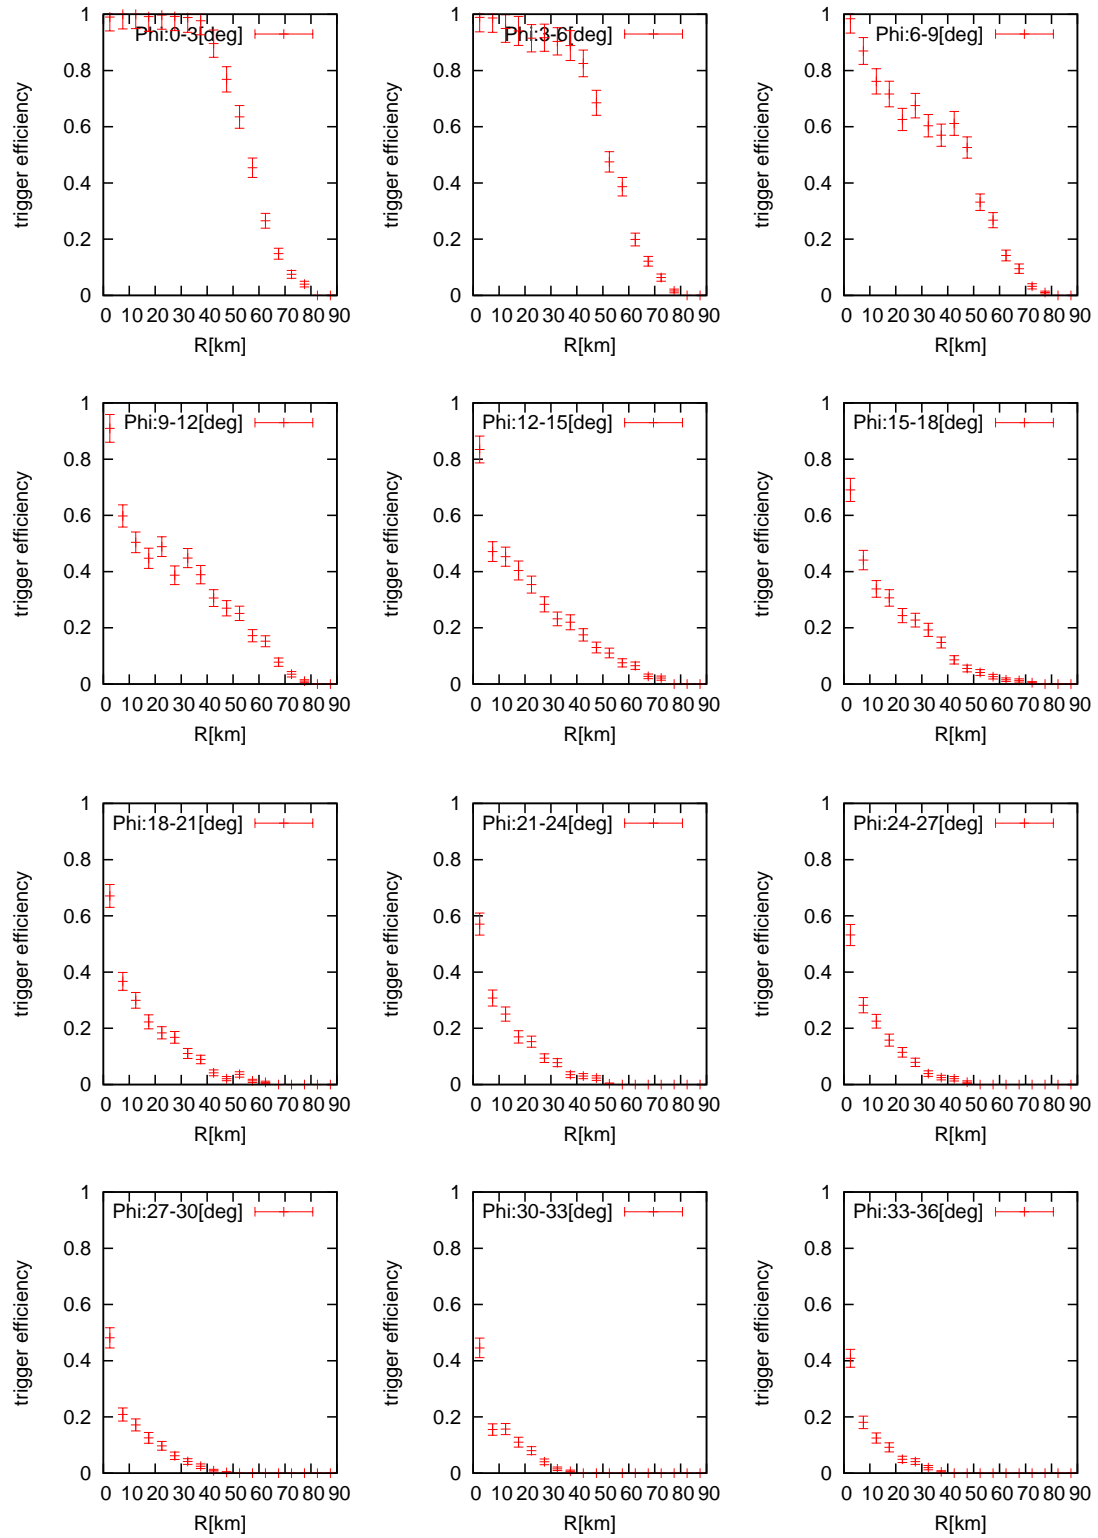 1
Phi:0-3[deg]
0.8
0.6
0.4
0.2
0
trigger efficiency
0 10 20 30 40 50 60 70 80 90
R[km]
1
Phi:3-6[deg]
0.8
0.6
0.4
0.2
0
trigger efficiency
0 10 20 30 40 50 60 70 80 90
R[km]
1
Phi:6-9[deg]
0.8
0.6
0.4
0.2
0
trigger efficiency
0 10 20 30 40 50 60 70 80 90
R[km]
1
Phi:9-12[deg]
0.8
0.6
0.4
0.2
0
trigger efficiency
0 10 20 30 40 50 60 70 80 90
R[km]
1
Phi:12-15[deg]
0.8
0.6
0.4
0.2
0
trigger efficiency
0 10 20 30 40 50 60 70 80 90
R[km]
1
Phi:15-18[deg]
0.8
0.6
0.4
0.2
0
trigger efficiency
0 10 20 30 40 50 60 70 80 90
R[km]
1
Phi:18-21[deg]
0.8
0.6
0.4
0.2
0
trigger efficiency
0 10 20 30 40 50 60 70 80 90
R[km]
1
Phi:21-24[deg]
0.8
0.6
0.4
0.2
0
trigger efficiency
0 10 20 30 40 50 60 70 80 90
R[km]
1
Phi:24-27[deg]
0.8
0.6
0.4
0.2
0
trigger efficiency
0 10 20 30 40 50 60 70 80 90
R[km]
1
Phi:27-30[deg]
0.8
0.6
0.4
0.2
0
trigger efficiency
0 10 20 30 40 50 60 70 80 90
R[km]
1
Phi:30-33[deg]
0.8
0.6
0.4
0.2
0
trigger efficiency
0 10 20 30 40 50 60 70 80 90
R[km]
1
Phi:33-36[deg]
0.8
0.6
0.4
0.2
0
trigger efficiency
0 10 20 30 40 50 60 70 80 90
R[km]